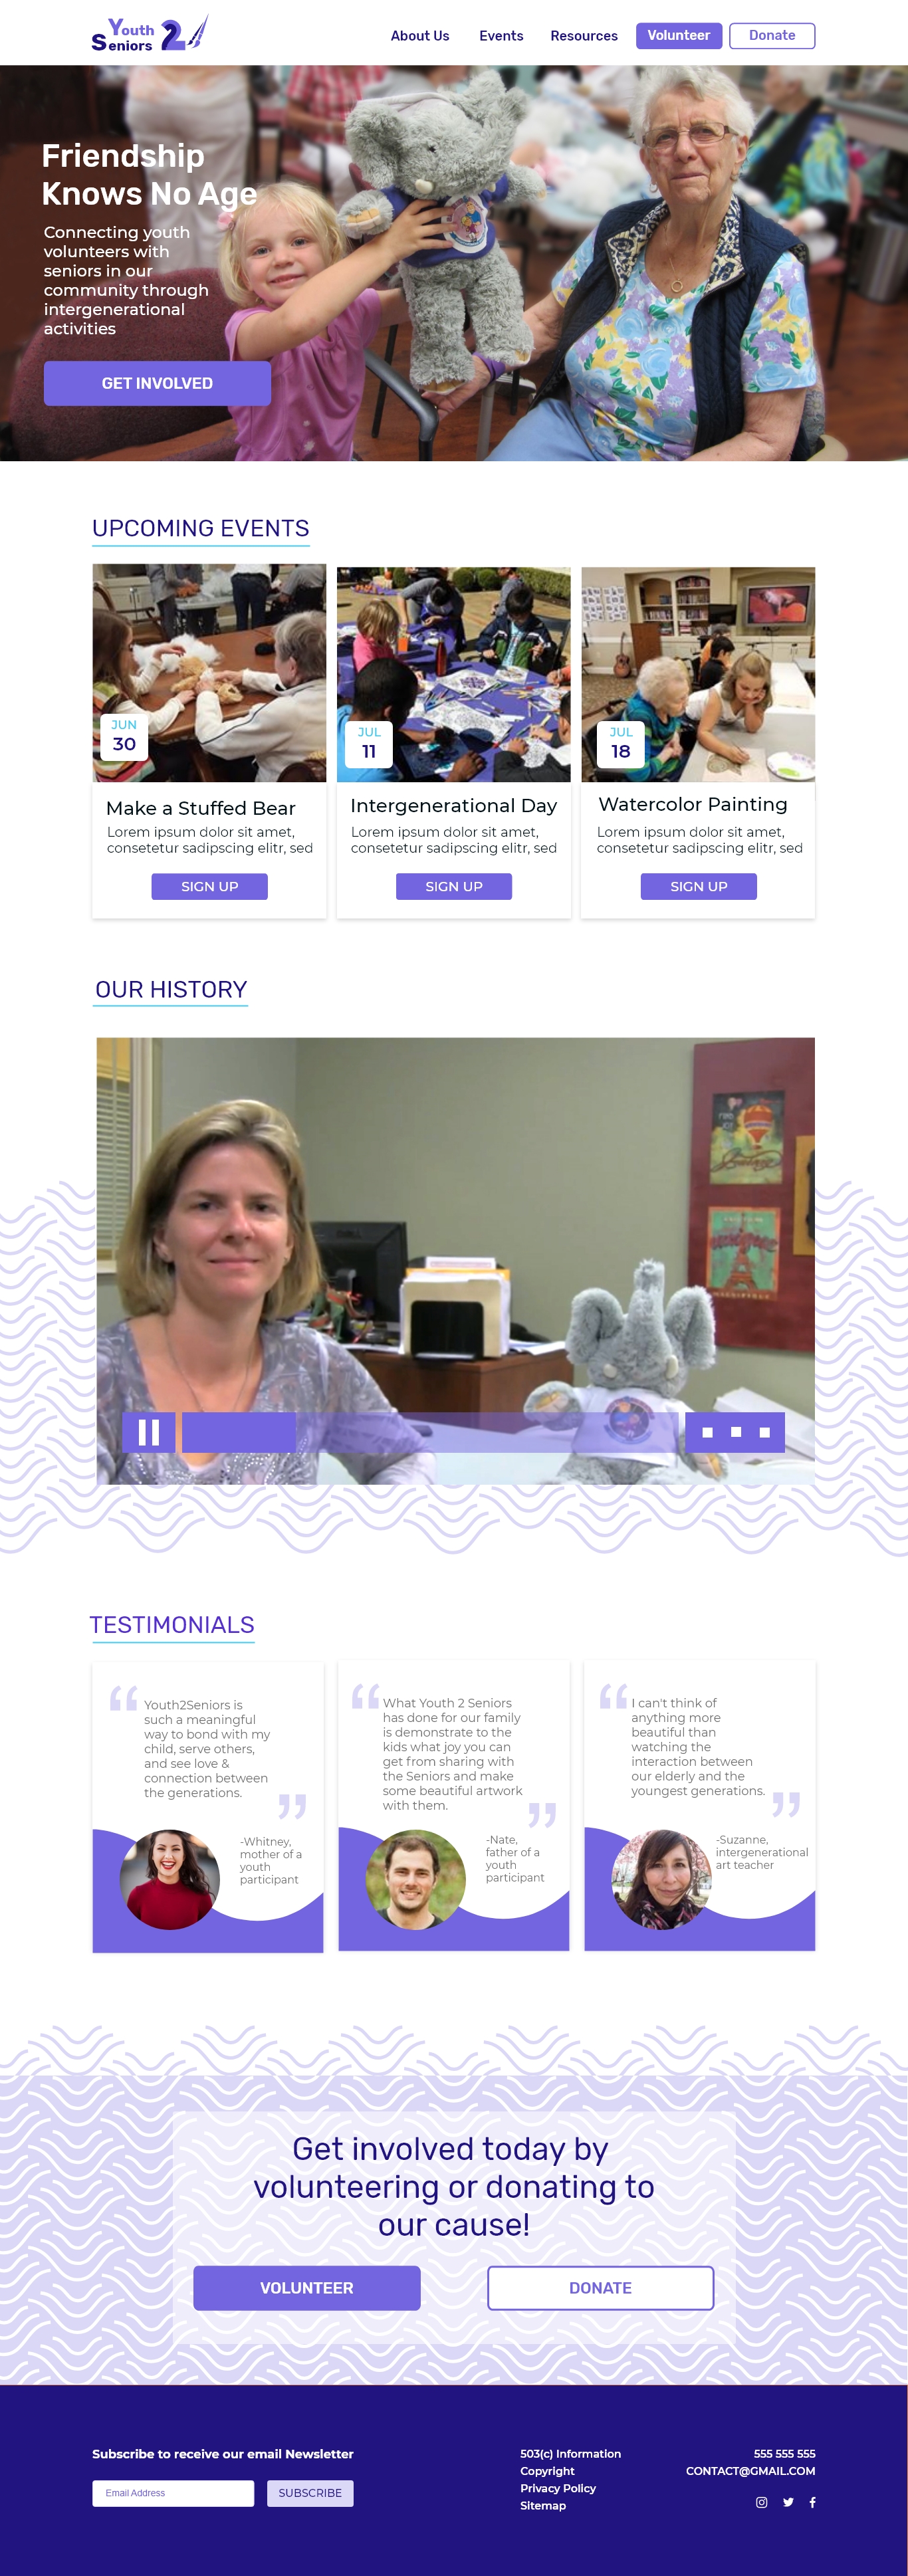 Youth
Seniors 2
About Us
Events
Resources
Volunteer
Donate
Friendship
Knows No Age
Connecting youth
volunteers with
seniors in our
community through
intergenerational
activities
GET INVOLVED
UPCOMING EVENTS
JUN
30
Make a Stuffed Bear
Lorem ipsum dolor sit amet,
consetetur sadipscing elitr, sed
SIGN UP
JUL
11
Intergenerational Day
Lorem ipsum dolor sit amet,
consetetur sadipscing elitr, sed
SIGN UP
JUL
18
Watercolor Painting
Lorem ipsum dolor sit amet,
consetetur sadipscing elitr, sed
SIGN UP
OUR HISTORY
TESTIMONIALS
“
Youth2Seniors is
such a meaningful
way to bond with my
child, serve others,
and see love &
connection between
the generations.
”
-Whitney,
mother of a
youth
participant
“
What Youth 2 Seniors
has done for our family
is demonstrate to the
kids what joy you can
get from sharing with
the Seniors and make
some beautiful artwork
with them.
”
-Nate,
father of a
youth
participant
“
I can't think of
anything more
beautiful than
watching the
interaction between
our elderly and the
youngest generations.
”
-Suzanne,
intergenerational
art teacher
Get involved today by
volunteering or donating to
our cause!
VOLUNTEER
DONATE
Subscribe to receive our email Newsletter
Email Address
SUBSCRIBE
503(c) Information
Copyright
Privacy Policy
Sitemap
555 555 555
CONTACT@GMAIL.COM